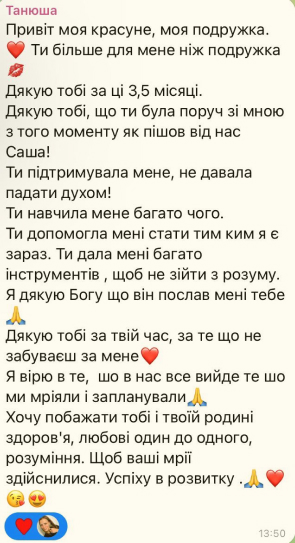 Танюша
Привіт моя красуне, моя подружка.
❤️ Ти більше для мене ніж подружка
💋
Дякую тобі за ці 3,5 місяці.
Дякую тобі, що ти була поруч зі мною
з того моменту як пішов від нас
Саша!
Ти підтримувала мене, не давала
падати духом!
Ти навчила мене багато чого.
Ти допомогла мені стати тим ким я є
зараз. Ти дала мені багато
інструментів , щоб не зійти з розуму.
Я дякую Богу що він послав мені тебе
🙏
Дякую тобі за твій час, за те що не
забуваєш за мене❤️
Я вірю в те,  шо в нас все вийде те шо
ми мріяли і запланували🙏
Хочу побажати тобі і твоїй родині
здоров'я, любові один до одного,
розуміння. Щоб ваші мрії
здійснилися. Успіху в розвитку .🙏❤️
😘😍
❤️
13:50